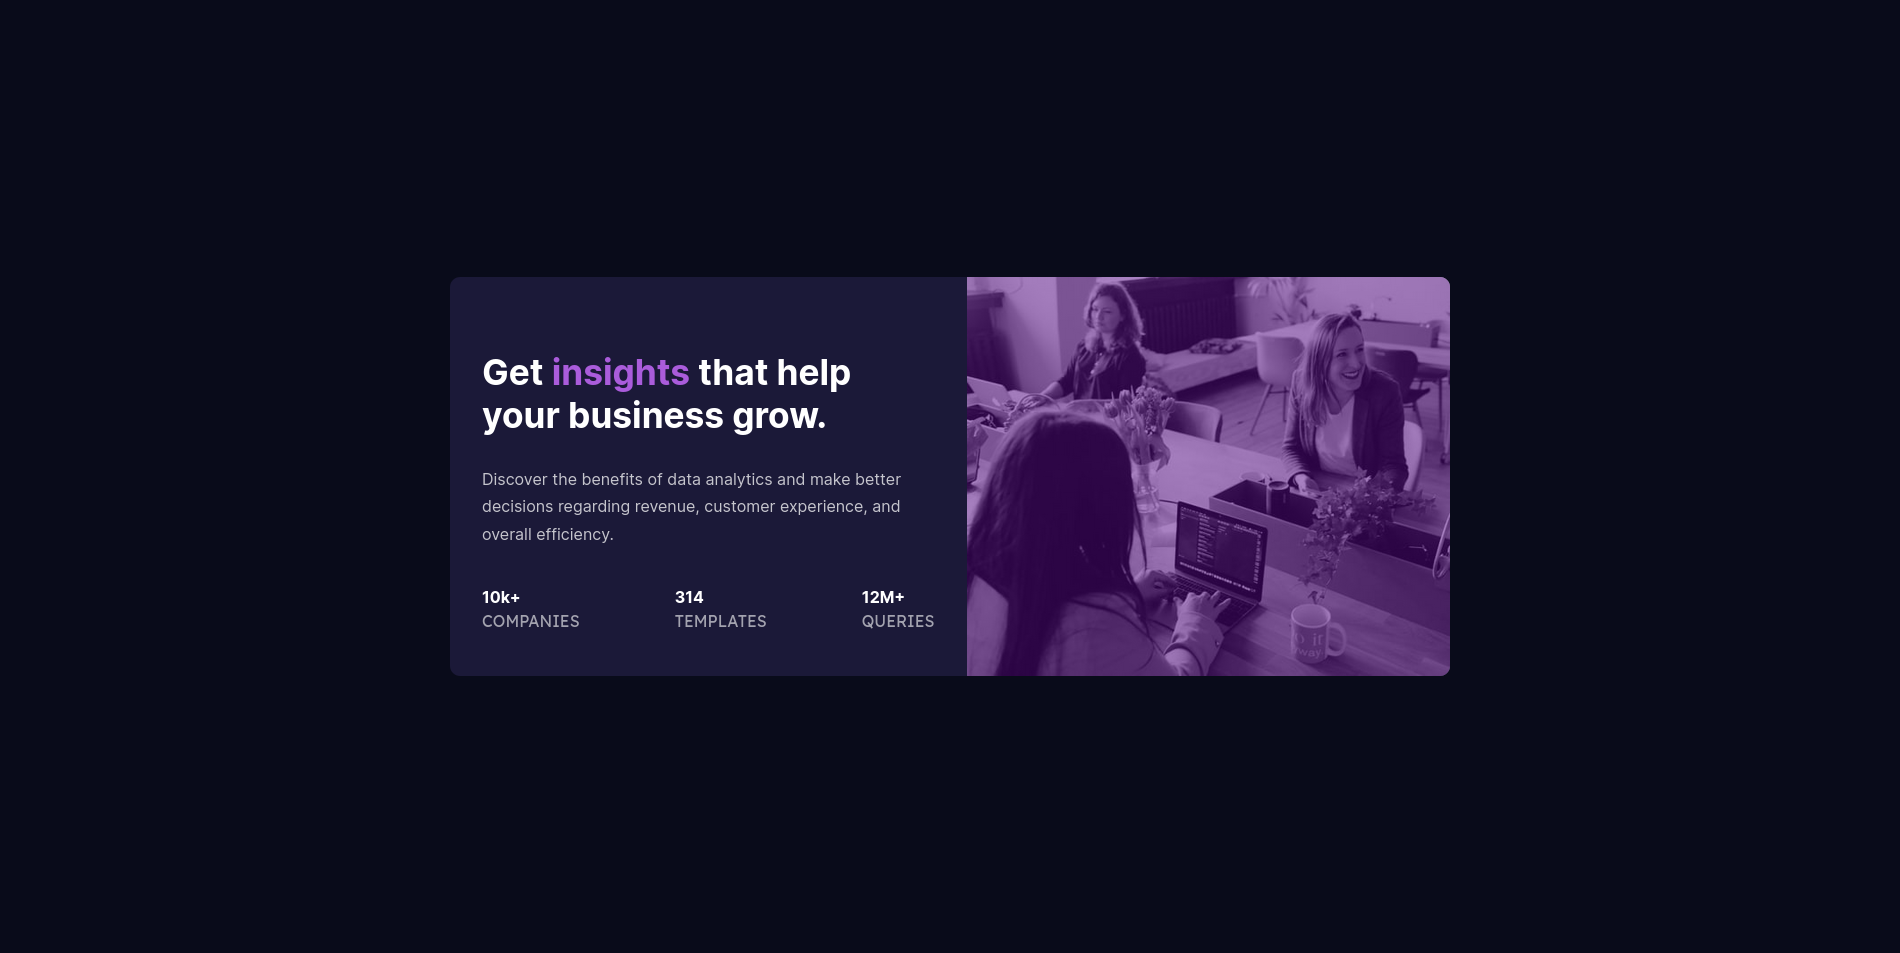 Get insights that help
your business grow.
Discover the benefits of data analytics and make better
decisions regarding revenue, customer experience, and
overall efficiency.
10k+ 314 12M+
COMPANIES TEMPLATES QUERIES